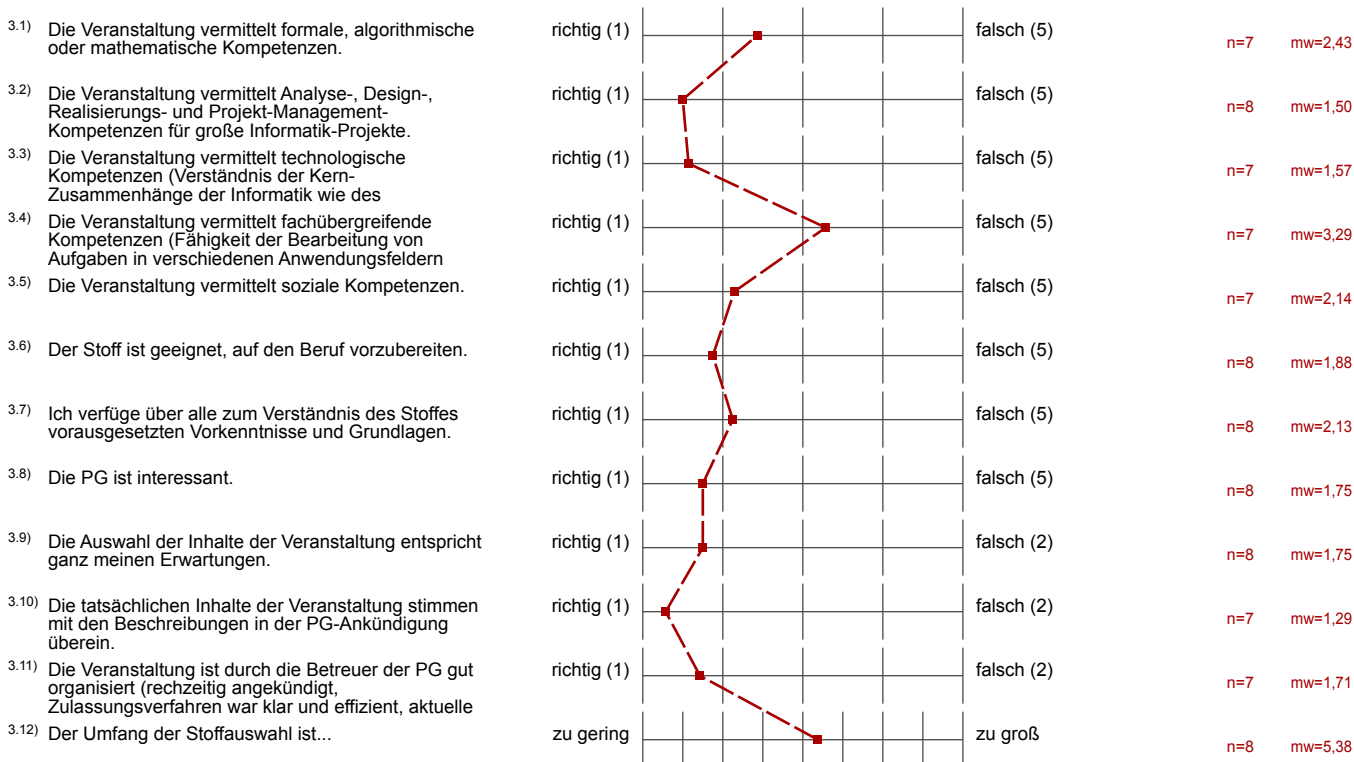 3.1) Die Veranstaltung vermittelt formale, algorithmische richtig (1) falsch (5)
oder mathematische Kompetenzen. n=7 mw=2,43
3.2) Die Veranstaltung vermittelt Analyse-, Design-, richtig (1) falsch (5)
Realisierungs- und Projekt-Management- n=8 mw=1,50
Kompetenzen für große Informatik-Projekte.
3.3) Die Veranstaltung vermittelt technologische richtig (1) falsch (5)
Kompetenzen (Verständnis der Kern- n=7 mw=1,57
Zusammenhänge der Informatik wie des
3.4) Die Veranstaltung vermittelt fachübergreifende richtig (1) falsch (5)
Kompetenzen (Fähigkeit der Bearbeitung von n=7 mw=3,29
Aufgaben in verschiedenen Anwendungsfeldern
3.5) Die Veranstaltung vermittelt soziale Kompetenzen. richtig (1) falsch (5)
n=7 mw=2,14
3.6) Der Stoff ist geeignet, auf den Beruf vorzubereiten. richtig (1) falsch (5)
n=8 mw=1,88
3.7) Ich verfüge über alle zum Verständnis des Stoffes richtig (1) falsch (5)
vorausgesetzten Vorkenntnisse und Grundlagen. n=8 mw=2,13
3.8) Die PG ist interessant. richtig (1) falsch (5)
n=8 mw=1,75
3.9) Die Auswahl der Inhalte der Veranstaltung entspricht richtig (1) falsch (2)
ganz meinen Erwartungen. n=8 mw=1,75
3.10) Die tatsächlichen Inhalte der Veranstaltung stimmen richtig (1) falsch (2)
mit den Beschreibungen in der PG-Ankündigung n=7 mw=1,29
überein.
3.11) Die Veranstaltung ist durch die Betreuer der PG gut richtig (1) falsch (2)
organisiert (rechzeitig angekündigt, n=7 mw=1,71
Zulassungsverfahren war klar und effizient, aktuelle
3.12) Der Umfang der Stoffauswahl ist... zu gering zu groß
n=8 mw=5,38